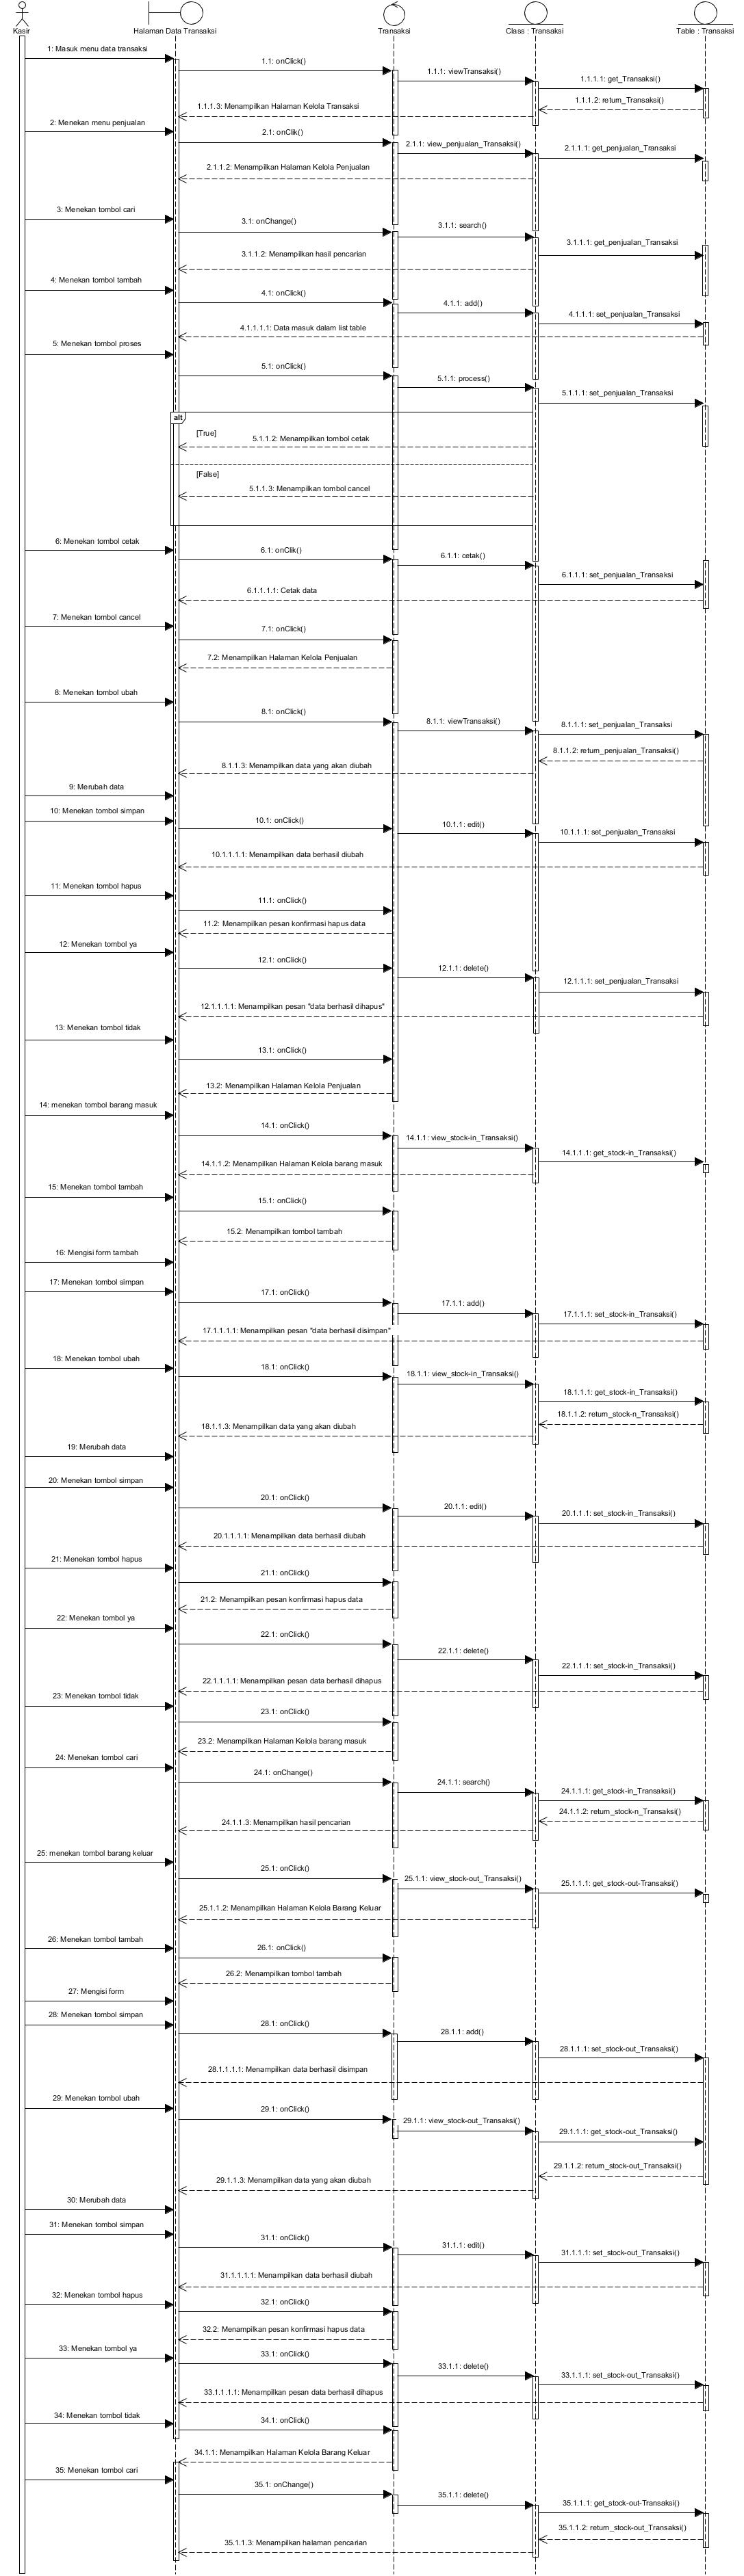 Kasir
Halaman Data Transaksi
Transaksi
Class : Transaksi
Table : Transaksi
1: Masuk menu data transaksi
1.1: onClick()
1.1.1: viewTransaksi()
1.1.1.1: get_Transaksi()
1.1.1.2: return_Transaksi()
1.1.1.3: Menampilkan Halaman Kelola Transaksi
2: Menekan menu penjualan
2.1: onClik()
2.1.1: view_penjualan_Transaksi()
2.1.1.1: get_penjualan_Transaksi
2.1.1.2: Menampilkan Halaman Kelola Penjualan
3: Menekan tombol cari
3.1: onChange()
3.1.1: search()
3.1.1.1: get_penjualan_Transaksi
3.1.1.2: Menampilkan hasil pencarian
4: Menekan tombol tambah
4.1: onClick()
4.1.1: add()
4.1.1.1: set_penjualan_Transaksi
4.1.1.1.1: Data masuk dalam list table
5: Menekan tombol proses
5.1: onClick()
5.1.1: process()
5.1.1.1: set_penjualan_Transaksi
alt
[True]
5.1.1.2: Menampilkan tombol cetak
[False]
5.1.1.3: Menampilkan tombol cancel
6: Menekan tombol cetak
6.1: onClik()
6.1.1: cetak()
6.1.1.1: set_penjualan_Transaksi
6.1.1.1.1: Cetak data
7: Menekan tombol cancel
7.1: onClick()
7.2: Menampilkan Halaman Kelola Penjualan
8: Menekan tombol ubah
8.1: onClick()
8.1.1: viewTransaksi()
8.1.1.1: set_penjualan_Transaksi
8.1.1.2: return_penjualan_Transaksi()
8.1.1.3: Menampilkan data yang akan diubah
9: Merubah data
10: Menekan tombol simpan
10.1: onClick()
10.1.1: edit()
10.1.1.1: set_penjualan_Transaksi
10.1.1.1.1: Menampilkan data berhasil diubah
11: Menekan tombol hapus
11.1: onClick()
11.2: Menampilkan pesan konfirmasi hapus data
12: Menekan tombol ya
12.1: onClick()
12.1.1: delete()
12.1.1.1: set_penjualan_Transaksi
12.1.1.1.1: Menampilkan pesan "data berhasil dihapus"
13: Menekan tombol tidak
13.1: onClick()
13.2: Menampilkan Halaman Kelola Penjualan
14: menekan tombol barang masuk
14.1: onClick()
14.1.1: view_stock-in_Transaksi()
14.1.1.1: get_stock-in_Transaksi()
14.1.1.2: Menampilkan Halaman Kelola barang masuk
15: Menekan tombol tambah
15.1: onClick()
15.2: Menampilkan tombol tambah
16: Mengisi form tambah
17: Menekan tombol simpan
17.1: onClick()
17.1.1: add()
17.1.1.1: set_stock-in_Transaksi()
17.1.1.1.1: Menampilkan pesan "data berhasil disimpan"
18: Menekan tombol ubah
18.1: onClick()
18.1.1: view_stock-in_Transaksi()
18.1.1.1: get_stock-in_Transaksi()
18.1.1.2: return_stock-n_Transaksi()
18.1.1.3: Menampilkan data yang akan diubah
19: Merubah data
20: Menekan tombol simpan
20.1: onClick()
20.1.1: edit()
20.1.1.1: set_stock-in_Transaksi()
20.1.1.1.1: Menampilkan data berhasil diubah
21: Menekan tombol hapus
21.1: onClick()
21.2: Menampilkan pesan konfirmasi hapus data
22: Menekan tombol ya
22.1: onClick()
22.1.1: delete()
22.1.1.1: set_stock-in_Transaksi()
22.1.1.1.1: Menampilkan pesan data berhasil dihapus
23: Menekan tombol tidak
23.1: onClick()
23.2: Menampilkan Halaman Kelola barang masuk
24: Menekan tombol cari
24.1: onChange()
24.1.1: search()
24.1.1.1: get_stock-in_Transaksi()
24.1.1.2: return_stock-n_Transaksi()
24.1.1.3: Menampilkan hasil pencarian
25: menekan tombol barang keluar
25.1: onClick()
25.1.1: view_stock-out_Transaksi()
25.1.1.1: get_stock-out-Transaksi()
25.1.1.2: Menampilkan Halaman Kelola Barang Keluar
26: Menekan tombol tambah
26.1: onClick()
26.2: Menampilkan tombol tambah
27: Mengisi form
28: Menekan tombol simpan
28.1: onClick()
28.1.1: add()
28.1.1.1: set_stock-out_Transaksi()
28.1.1.1.1: Menampilkan data berhasil disimpan
29: Menekan tombol ubah
29.1: onClick()
29.1.1: view_stock-out_Transaksi()
29.1.1.1: get_stock-out_Transaksi()
29.1.1.2: return_stock-out_Transaksi()
29.1.1.3: Menampilkan data yang akan diubah
30: Merubah data
31: Menekan tombol simpan
31.1: onClick()
31.1.1: edit()
31.1.1.1: set_stock-out_Transaksi()
31.1.1.1.1: Menampilkan data berhasil diubah
32: Menekan tombol hapus
32.1: onClick()
32.2: Menampilkan pesan konfirmasi hapus data
33: Menekan tombol ya
33.1: onClick()
33.1.1: delete()
33.1.1.1: set_stock-out_Transaksi()
33.1.1.1.1: Menampilkan pesan data berhasil dihapus
34: Menekan tombol tidak
34.1: onClick()
34.1.1: Menampilkan Halaman Kelola Barang Keluar
35: Menekan tombol cari
35.1: onChange()
35.1.1: delete()
35.1.1.1: get_stock-out-Transaksi()
35.1.1.2: return_stock-out_Transaksi()
35.1.1.3: Menampilkan halaman pencarian